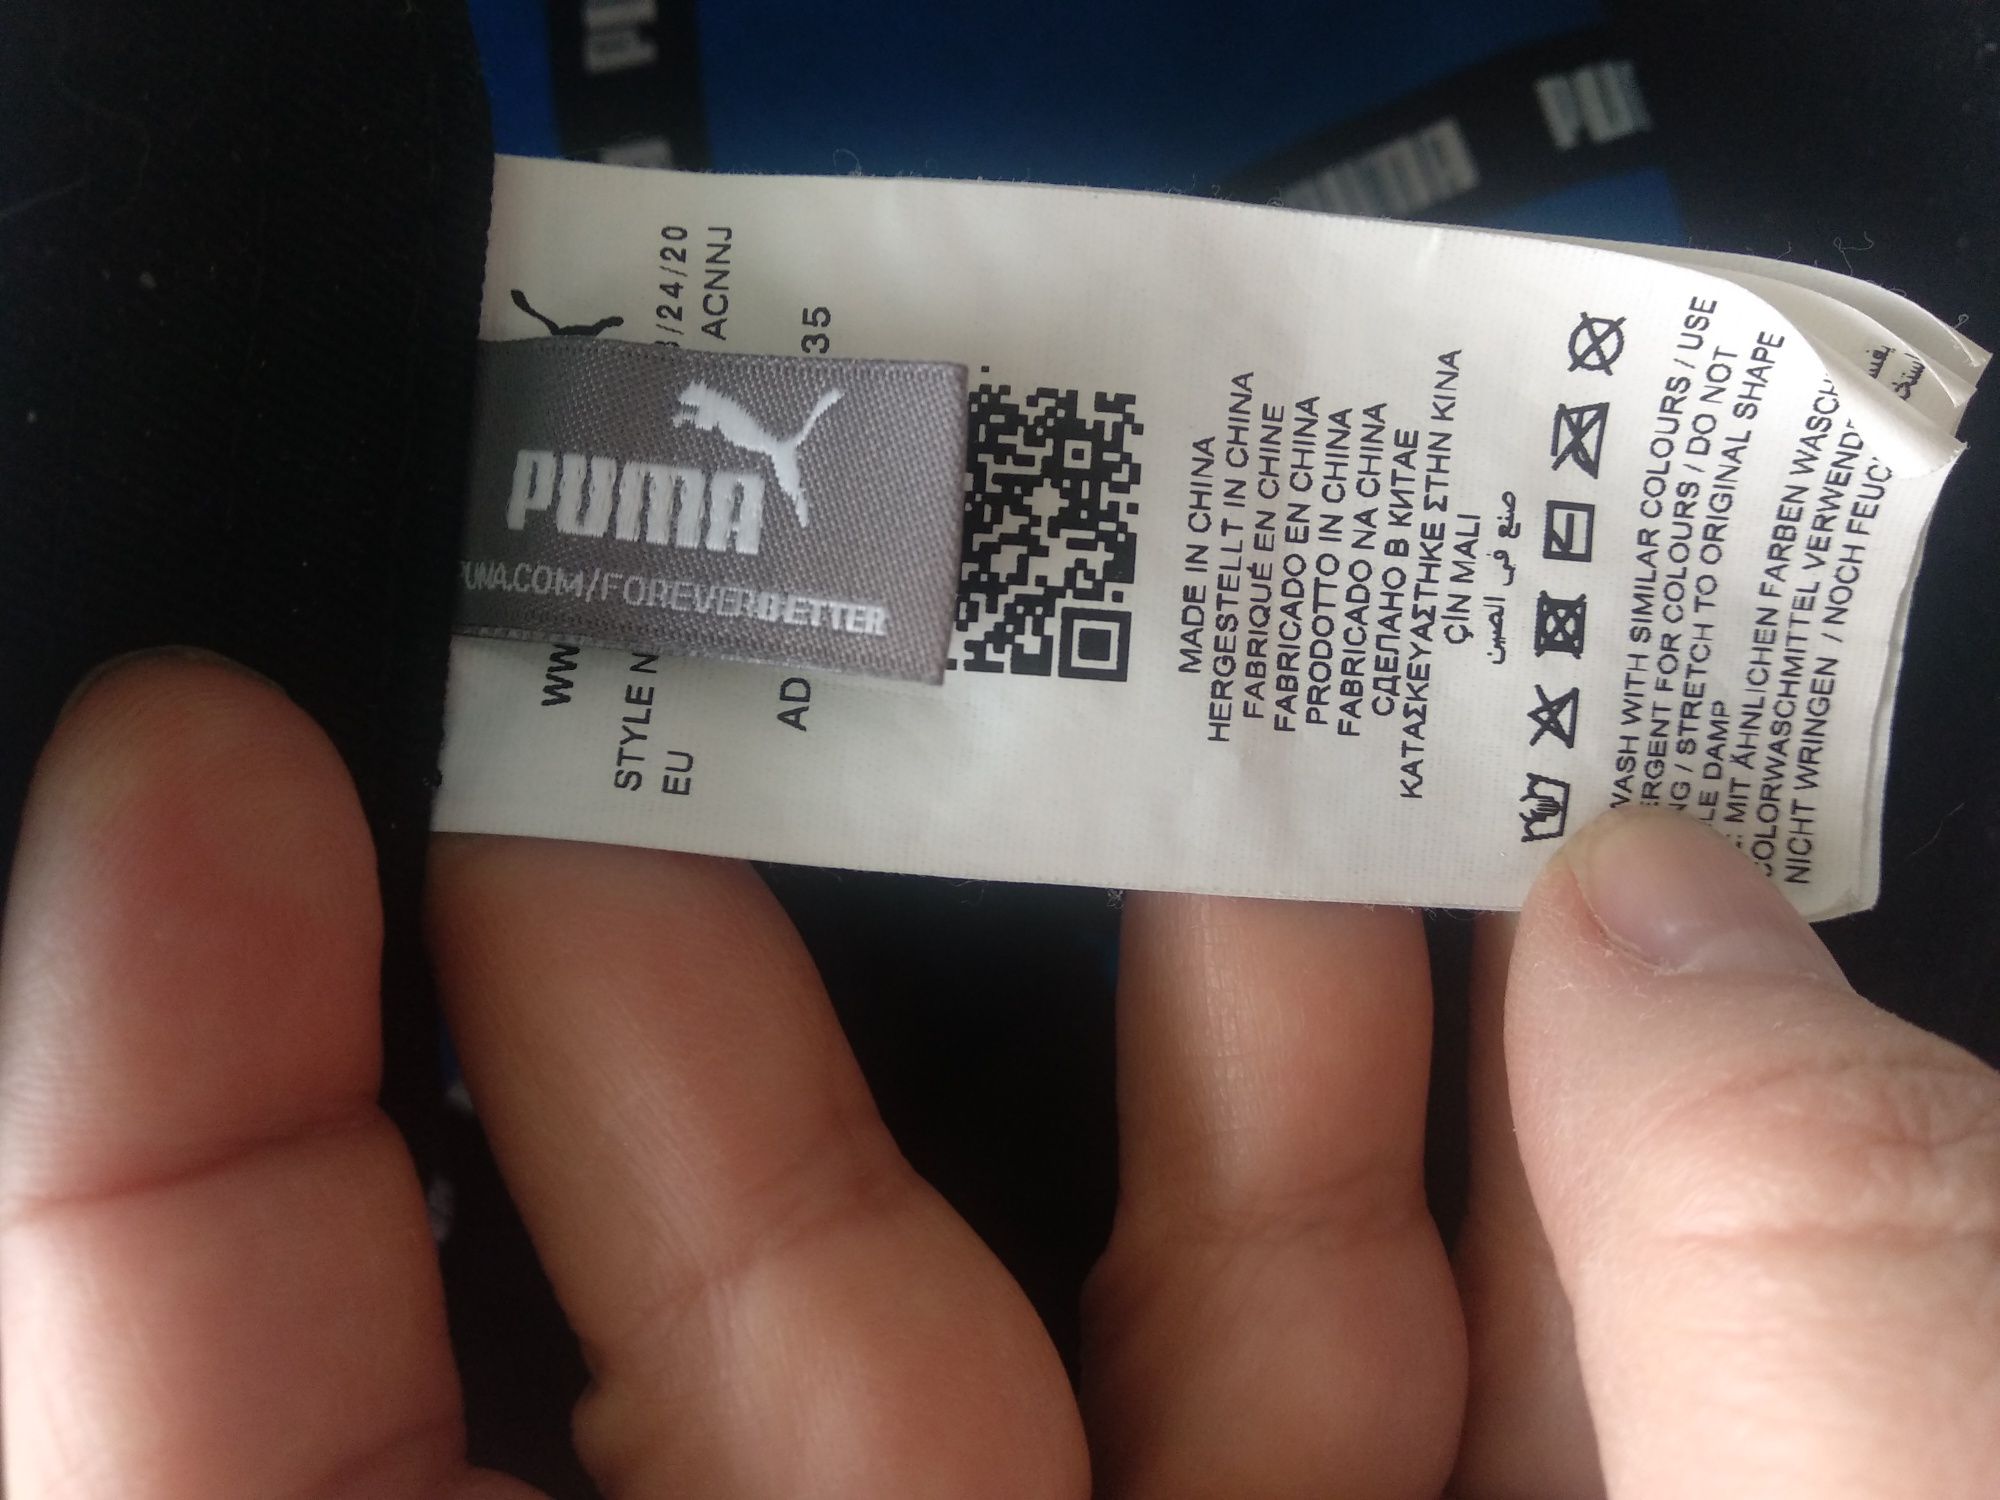 PUMA
PUMA
.COM/FOREVERBETTER
WW
STYLE N
/24/20
EU
ACNNJ
AD
35
MADE IN CHINA
HERGESTELLT IN CHINA
FABRIQUÉ EN CHINE
FABRICADO EN CHINA
PRODOTTO IN CHINA
FABRICADO NA CHINA
СДЕЛАНО В КИТАЕ
ΚΑΤΑΣΚΕΥΑΣΤΗΚΕ ΣΤΗΝ ΚΙΝΑ
ÇİN MALI
صنع في الصين
WASH WITH SIMILAR COLOURS / USE
ERGENT FOR COLOURS / DO NOT
NG / STRETCH TO ORIGINAL SHAPE
LE DAMP
MIT ÄHNLICHEN FARBEN WASCH
COLORWASCHMITTEL VERWENDE
NICHT WRINGEN / NOCH FEUC